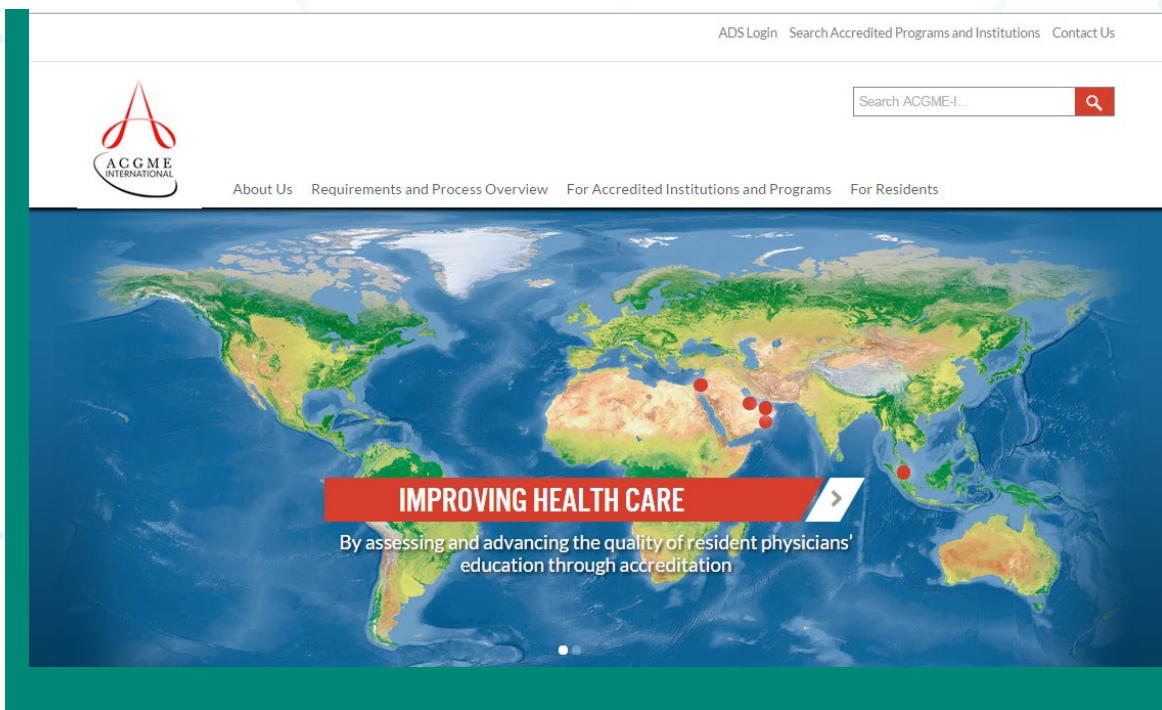 ADS Login Search Accredited Programs and Institutions Contact Us
Search ACGME-I...
ACGME
INTERNATIONAL
About Us Requirements and Process Overview For Accredited Institutions and Programs For Residents
IMPROVING HEALTH CARE
By assessing and advancing the quality of resident physicians'
education through accreditation